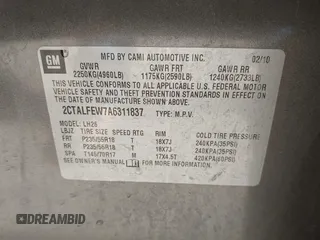 GM
MFD BY CAMI AUTOMOTIVE INC. 02/10
GVWR GAWR FRT GAWR RR
2250KG(4960LB) 1175KG(2590LB) 1240KG(2733LB)
THIS VEHICLE CONFORMS TO ALL APPLICABLE U.S. FEDERAL
MOTOR VEHICLE SAFETY AND THEFT PREVENTION STANDARDS
IN EFFECT ON THE DATE OF MANUFACTURE SHOWN ABOVE.
2CTALFEW7A6311837 TYPE: M.P.V.
MODEL: LH26
LBJZ TIRE SIZE SPEED RTG RIM COLD TIRE PRESSURE
FRT P235/55R18 T 18X7J 240KPA(35PSI)
RR P235/55R18 T 18X7J 240KPA(35PSI)
SPA T145/70R17 M 17X4.5T 420KPA(60PSI)
SEE OWNER'S MANUAL
© AUTOBIDMASTER